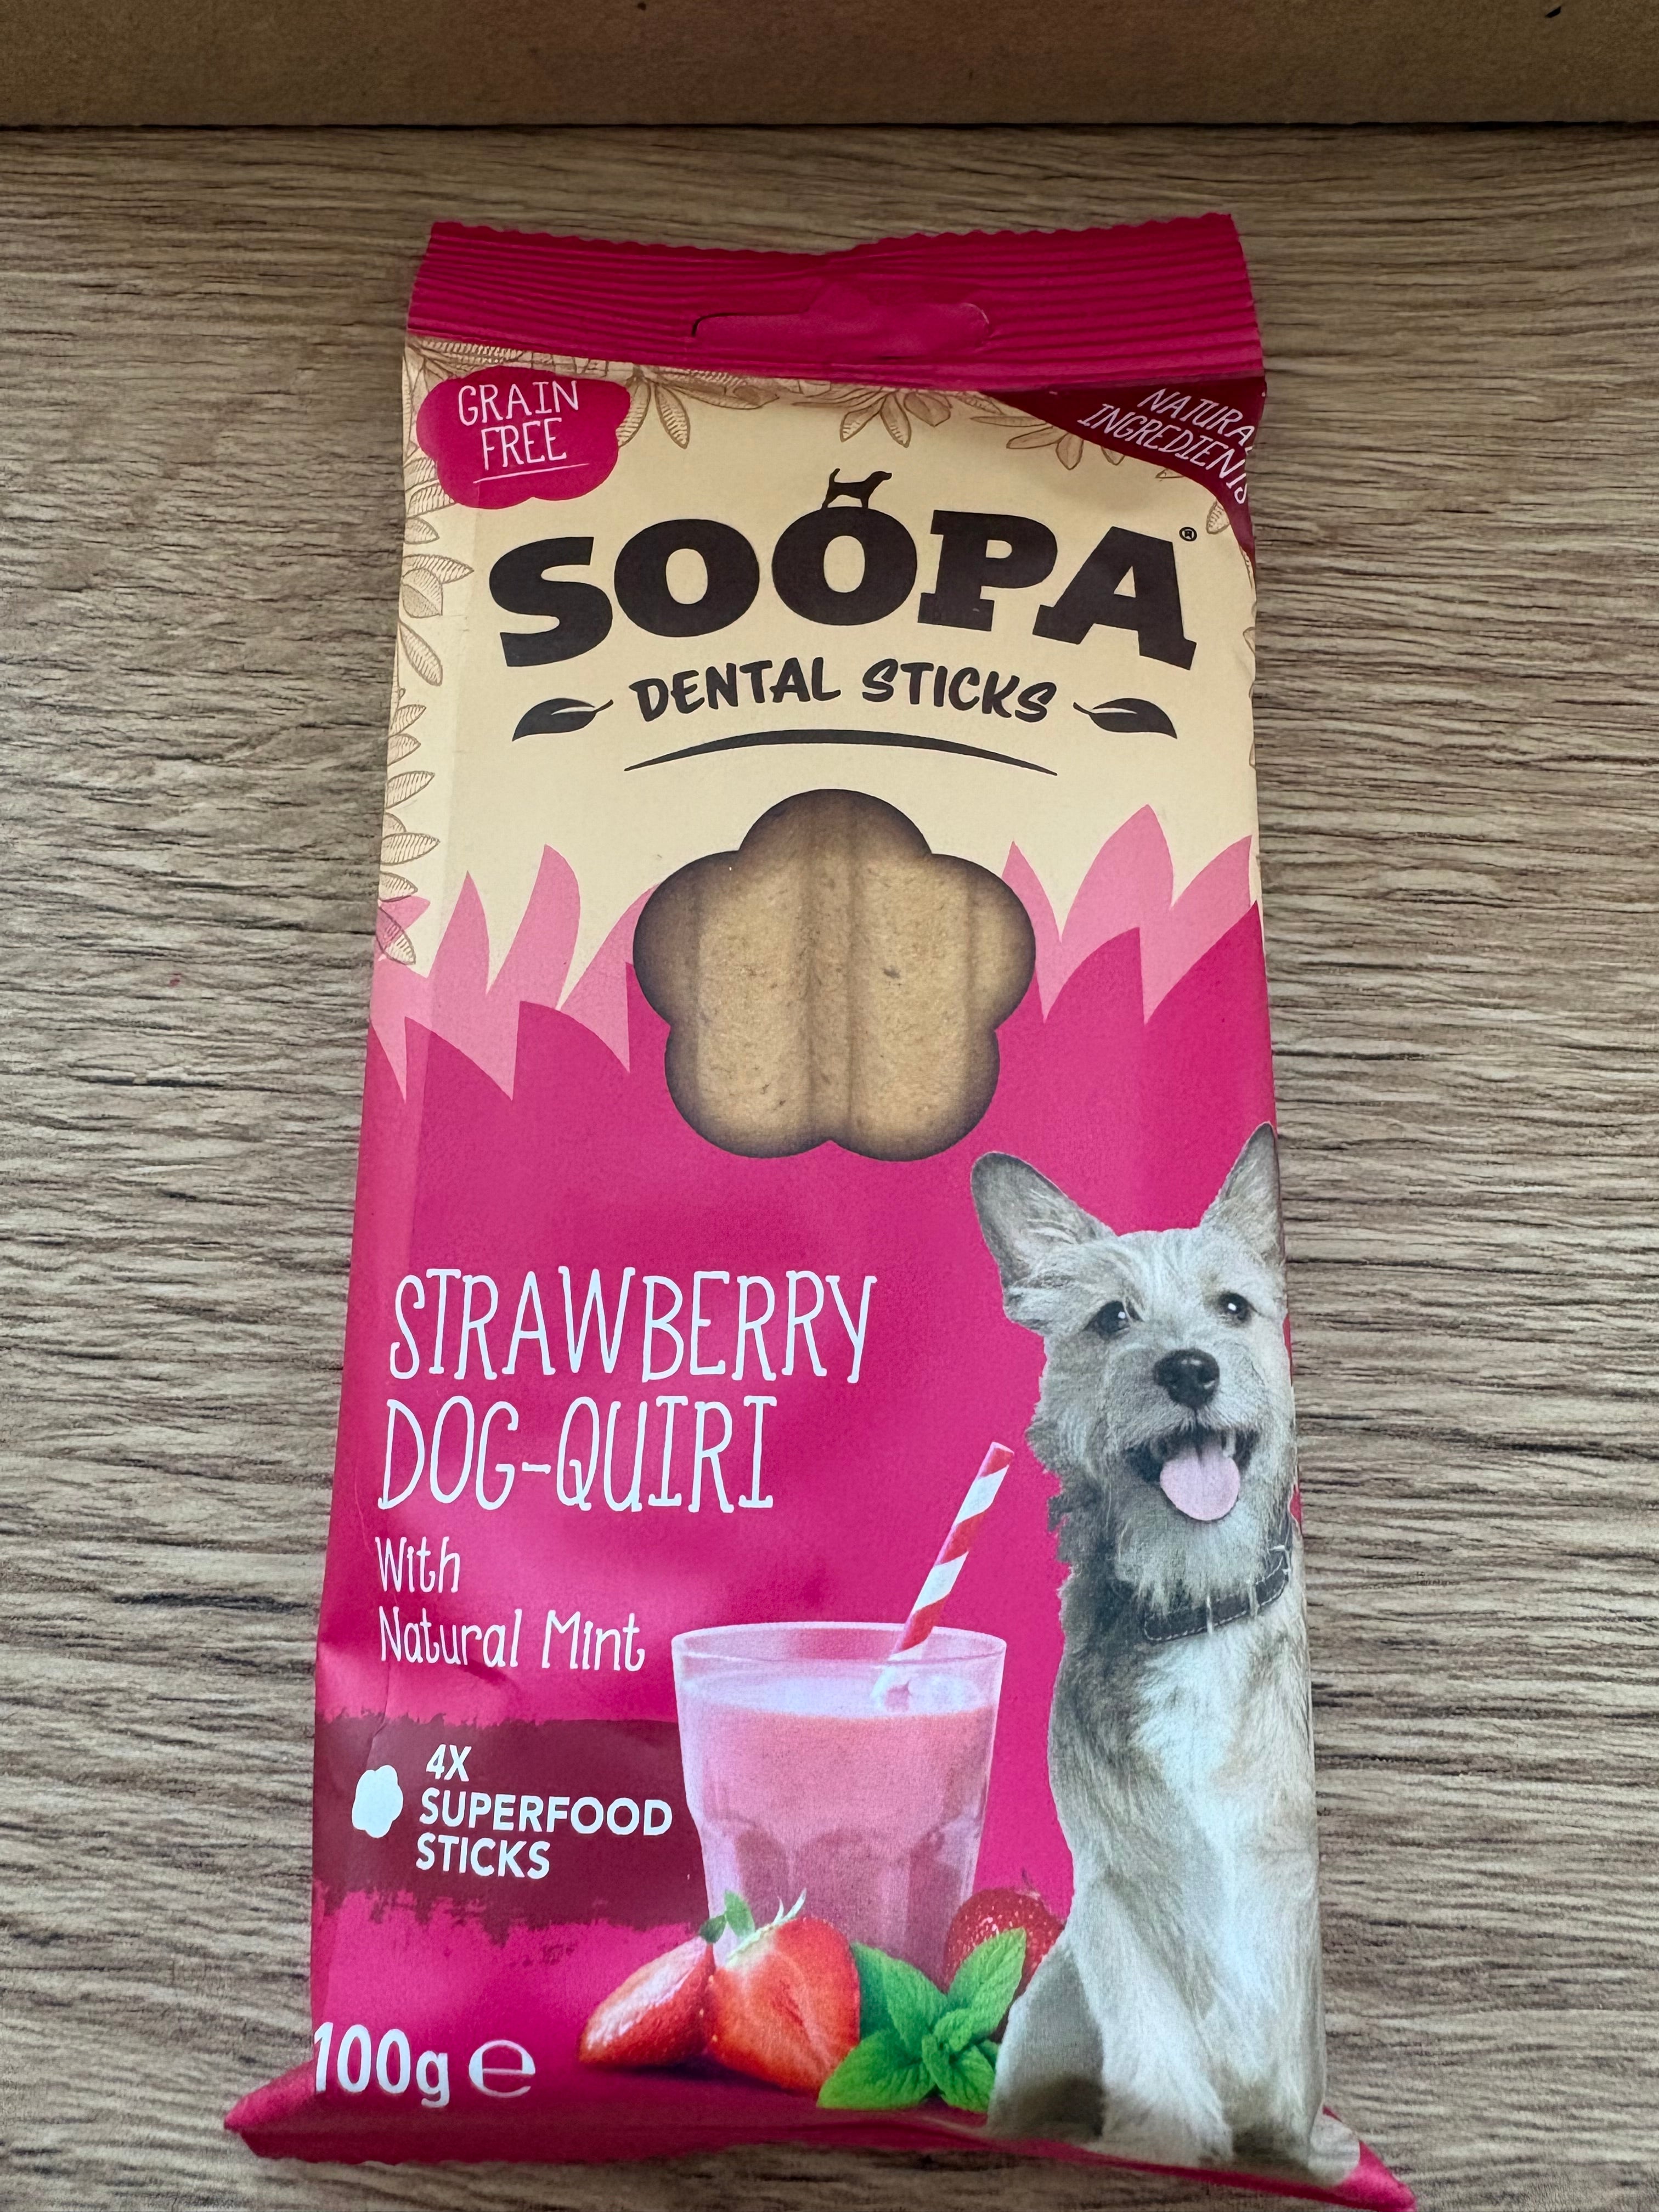 GRAIN
FREE
NATURAL
INGREDIENTS
SOOPA®
DENTAL STICKS
STRAWBERRY
DOG-QUIRI
With
Natural Mint
4X
SUPERFOOD
STICKS
100g ℮